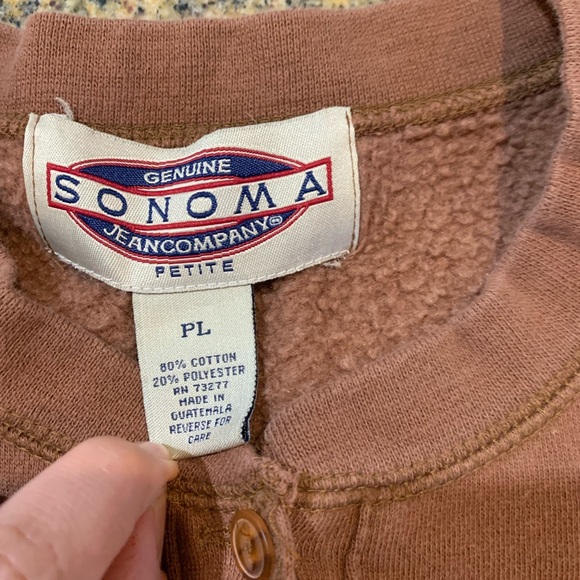 GENUINE
SONOMA
JEANCOMPANY®
PETITE
PL
80% COTTON
20% POLYESTER
RN 73277
MADE IN
GUATEMALA
REVERSE FOR
CARE